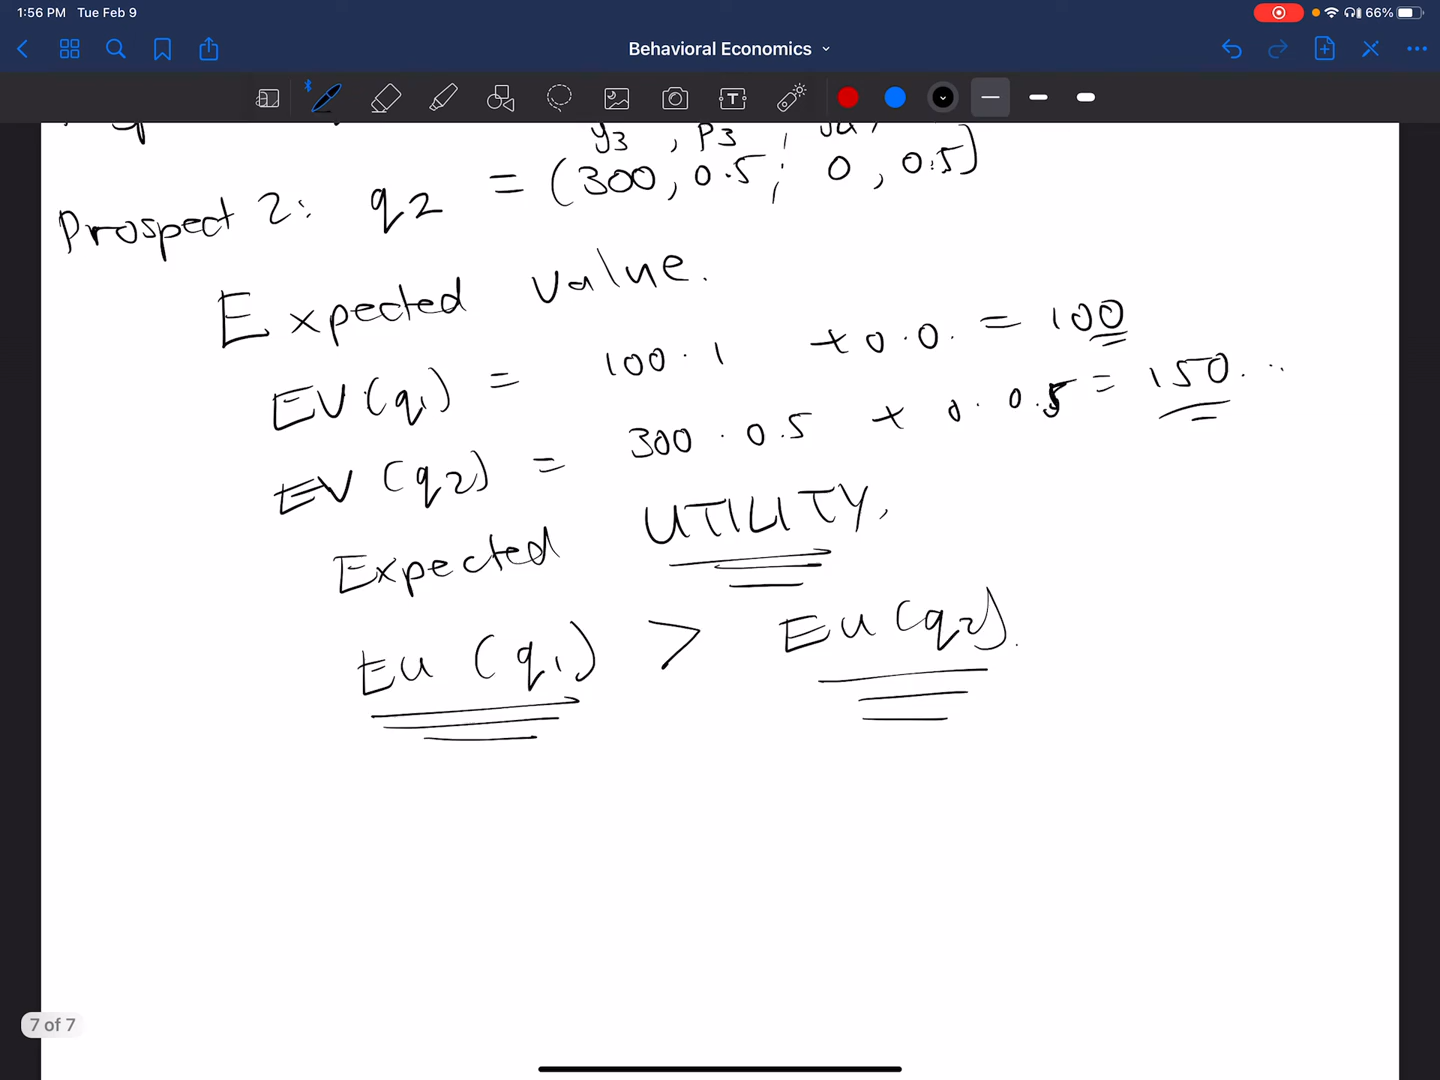 1:56 PM Tue Feb 9
66%
Behavioral Economics
T
y3 , p3 ;
Prospect 2: q2 = (300, 0.5; 0, 0.5)
Expected value.
EV(q1) = 100 · 1 + 0 · 0. = 100
EV(q2) = 300 · 0.5 + 0 · 0.5 = 150...
Expected UTILITY,
EU (q1) > EU (q2).
7 of 7